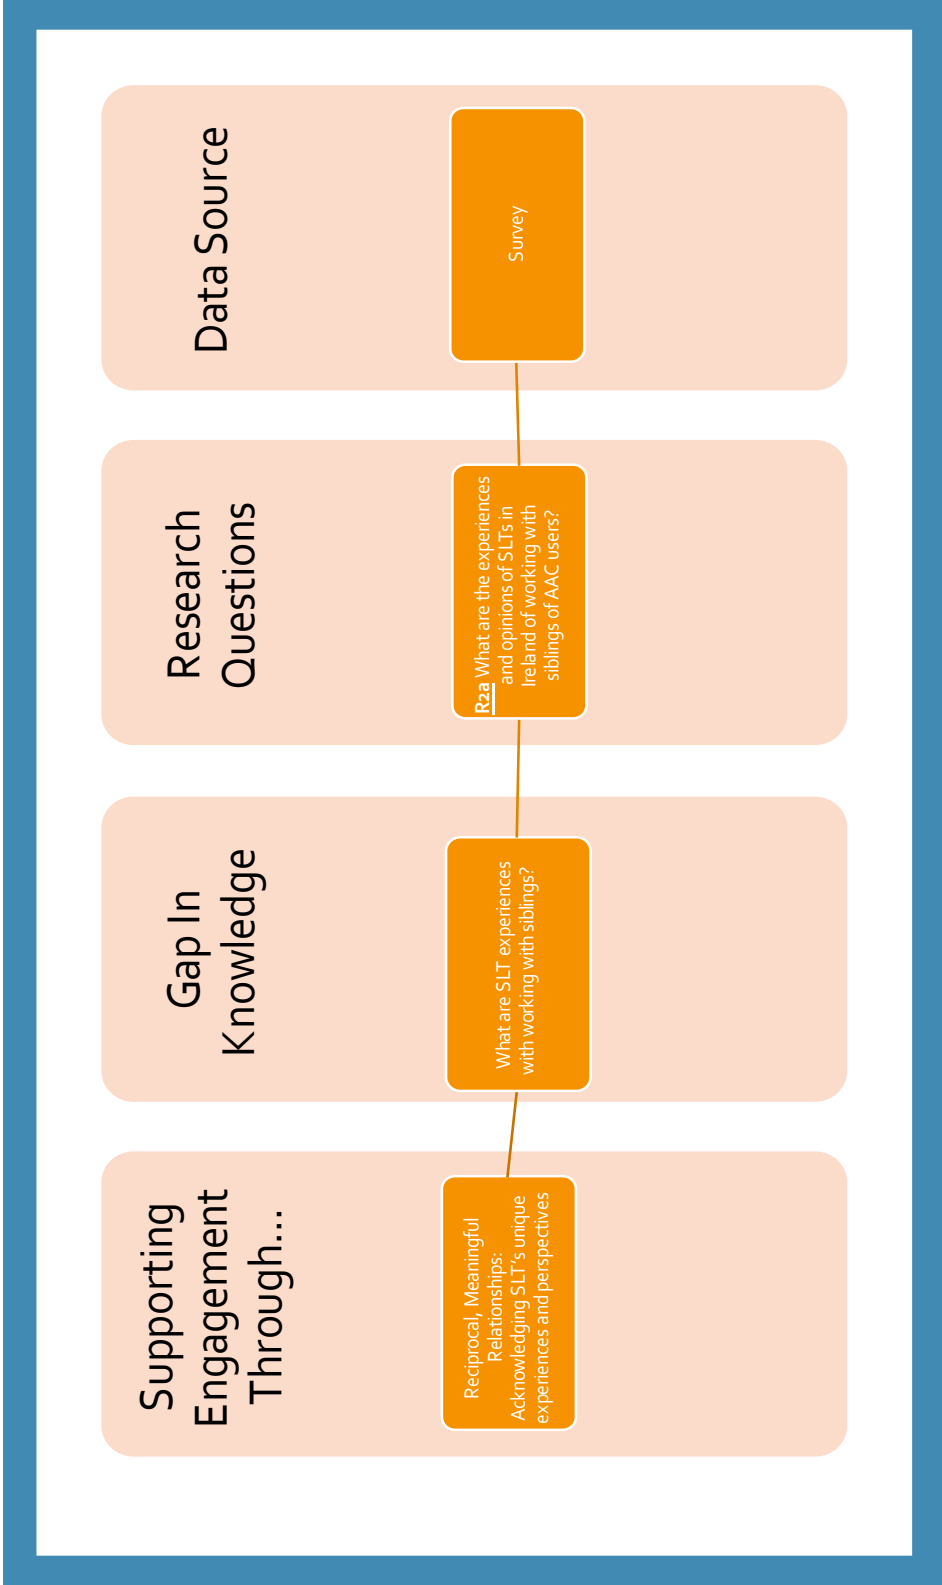 Supporting
Engagement
Through...
Reciprocal, Meaningful
Relationships:
Acknowledging SLT's unique
experiences and perspectives
Gap In
Knowledge
What are SLT experiences
with working with siblings?
Research
Questions
R2a What are the experiences
and opinions of SLTs in
Ireland of working with
siblings of AAC users?
Data Source
Survey